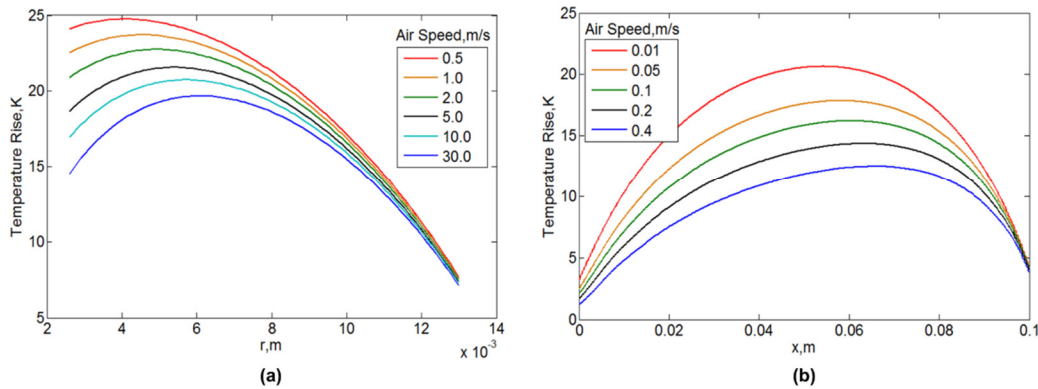 25
20
15
10
5
Temperature Rise,K
Air Speed,m/s
0.5
1.0
2.0
5.0
10.0
30.0
2 4 6 8 10 12 14
r,m
x 10⁻³
(a)
25
20
15
10
5
0
Temperature Rise,K
Air Speed,m/s
0.01
0.05
0.1
0.2
0.4
0 0.02 0.04 0.06 0.08 0.1
x,m
(b)